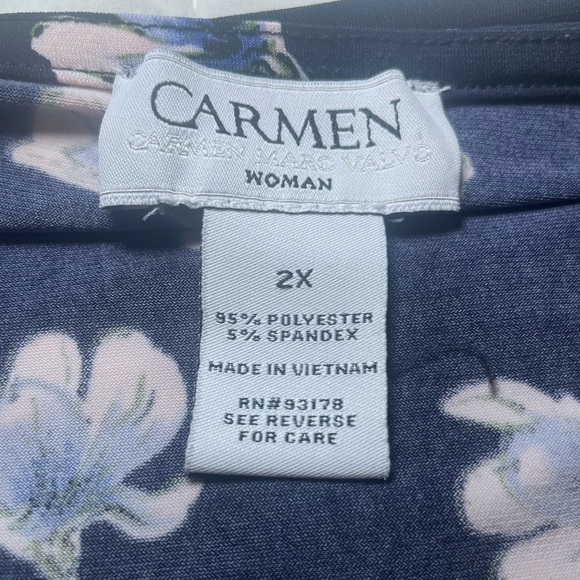 CARMEN
CARMEN MARC VALVO
WOMAN
2X
95% POLYESTER
5% SPANDEX
MADE IN VIETNAM
RN#93178
SEE REVERSE
FOR CARE